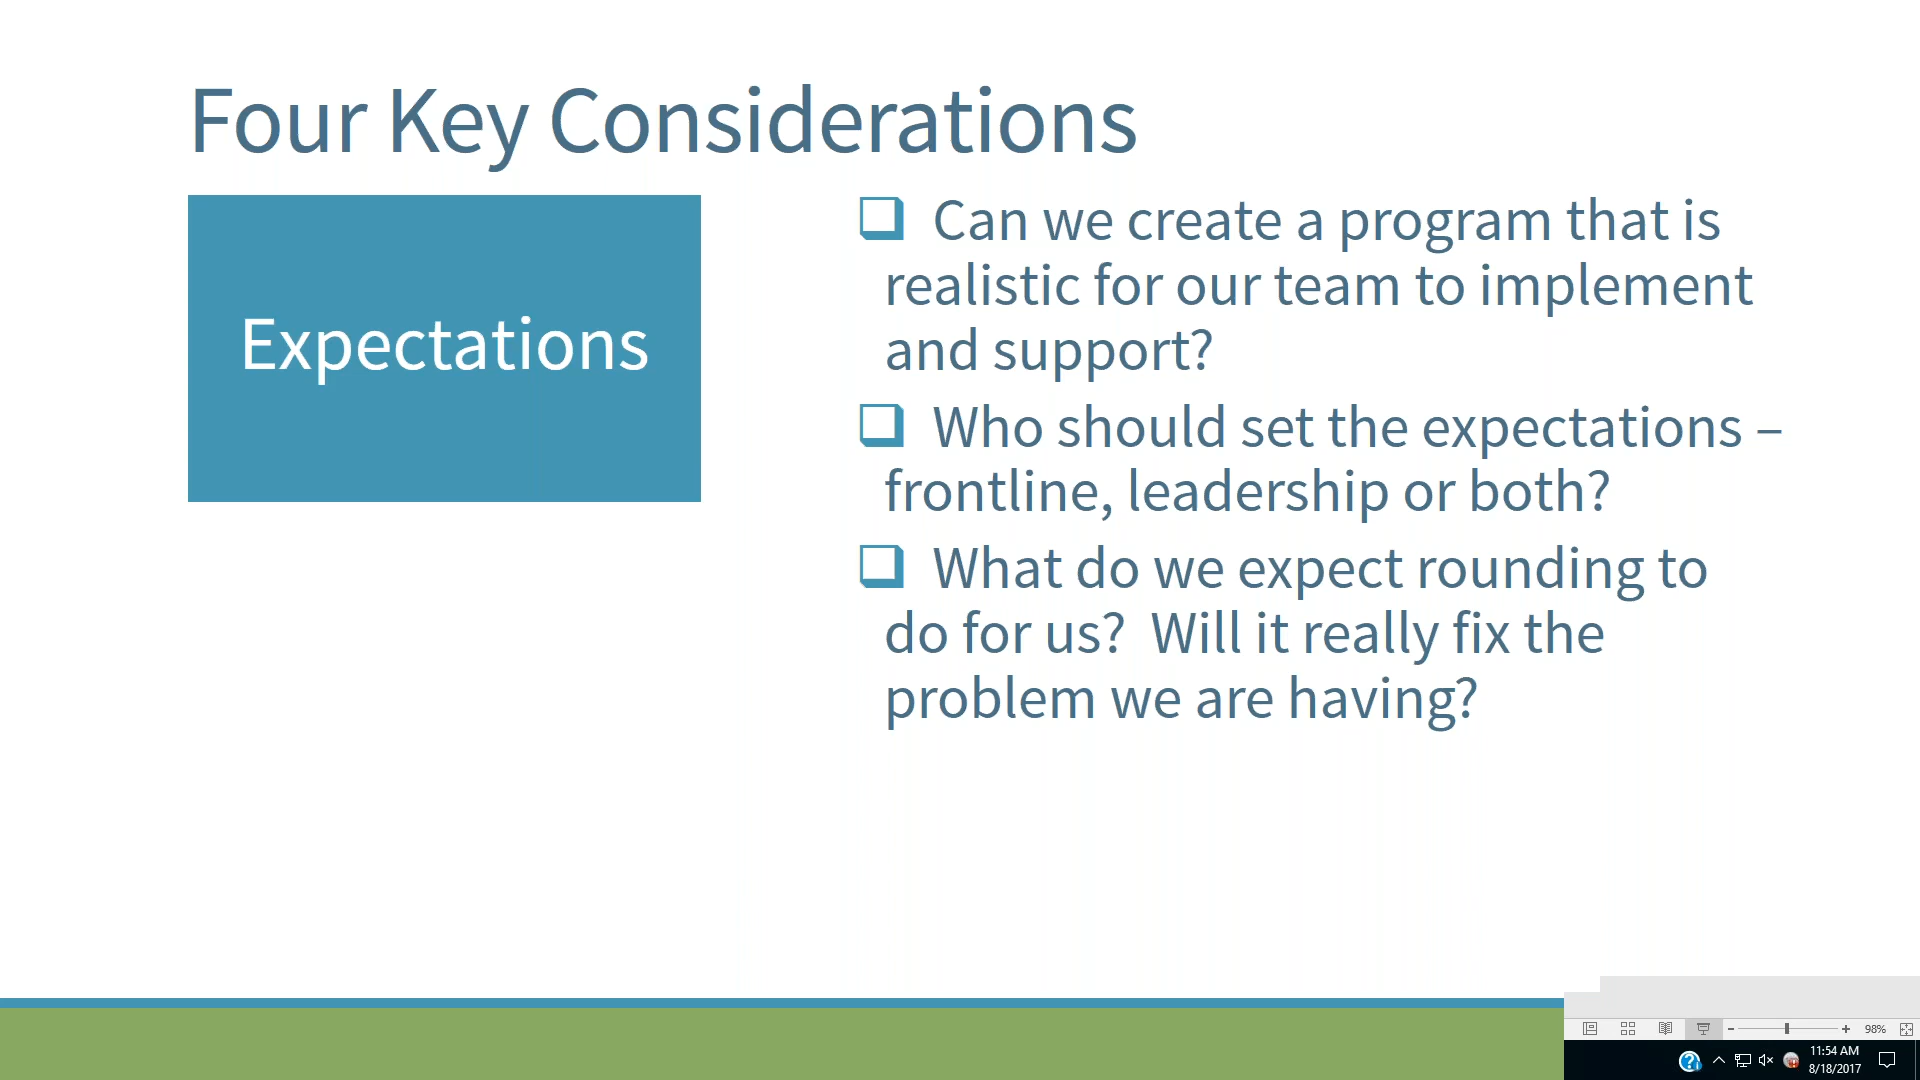 Four Key Considerations
Expectations
Can we create a program that is
realistic for our team to implement
and support?
Who should set the expectations –
frontline, leadership or both?
What do we expect rounding to
do for us?  Will it really fix the
problem we are having?
98%
11:54 AM
8/18/2017